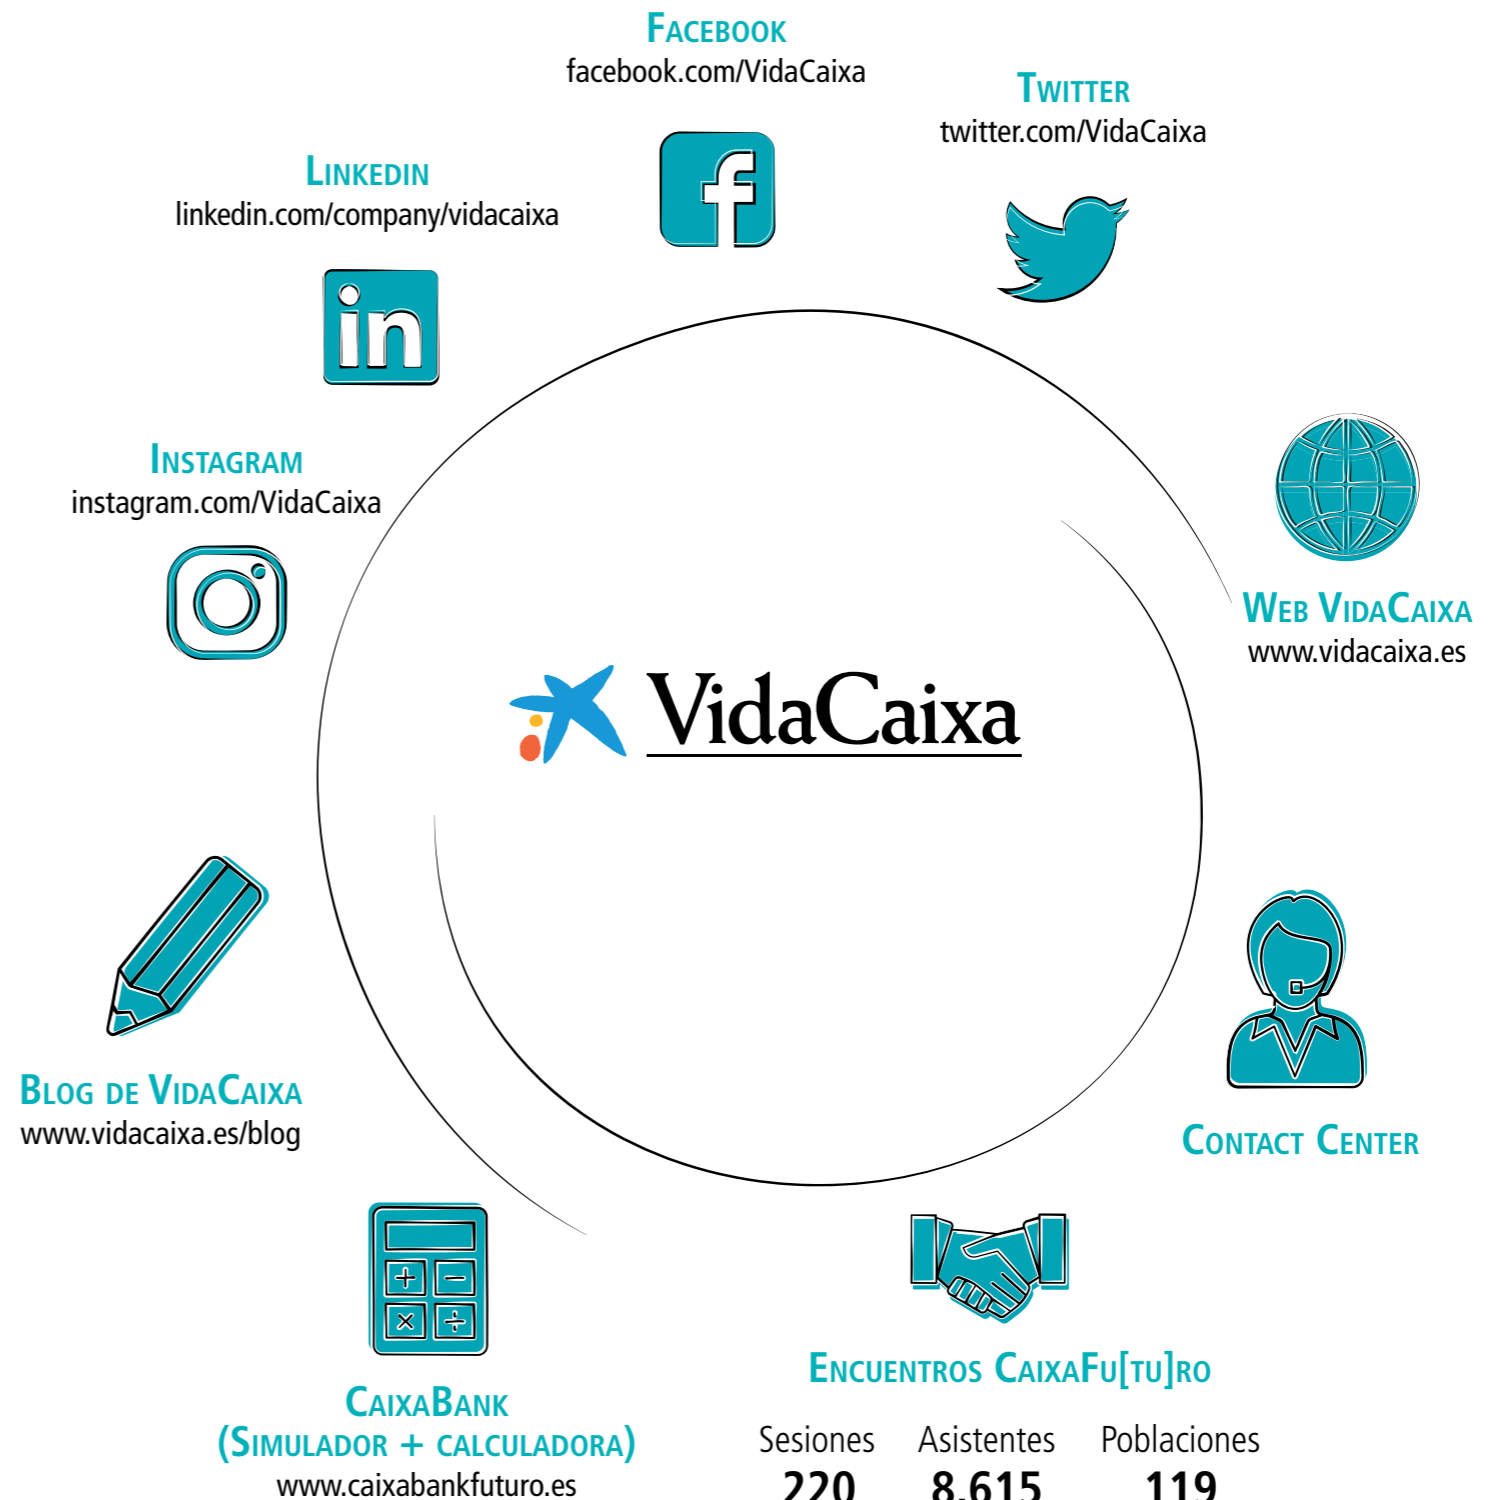 FACEBOOK
facebook.com/VidaCaixa
TWITTER
twitter.com/VidaCaixa
LINKEDIN
linkedin.com/company/vidacaixa
in
INSTAGRAM
instagram.com/VidaCaixa
WEB VIDACAIXA
www.vidacaixa.es
VidaCaixa
BLOG DE VIDACAIXA
www.vidacaixa.es/blog
CONTACT CENTER
ENCUENTROS CAIXAFU[TU]RO
Sesiones Asistentes Poblaciones
220 8.615 119
CAIXABANK
(SIMULADOR + CALCULADORA)
www.caixabankfuturo.es